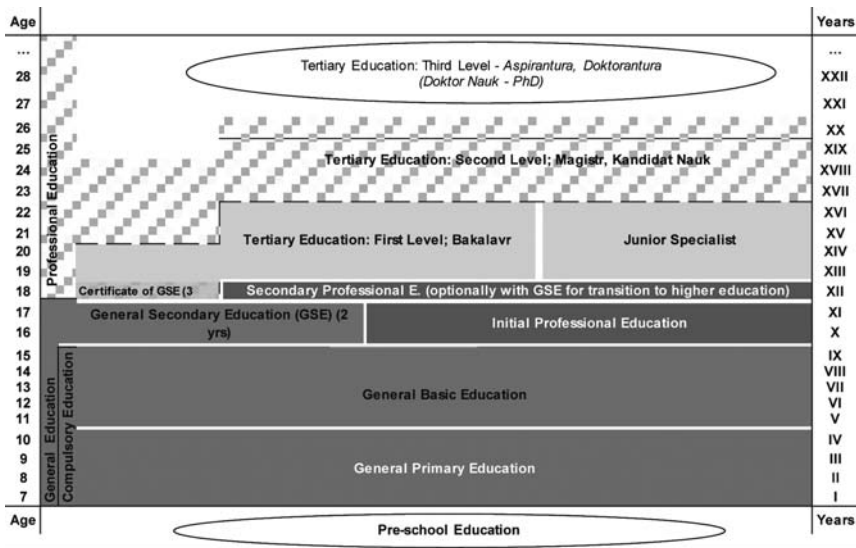 Age Years
... ...
28 XXII
27 XXI
26 XX
25 XIX
24 XVIII
23 XVII
22 XVI
21 XV
20 XIV
19 XIII
18 XII
17 XI
16 X
15 IX
14 VIII
13 VII
12 VI
11 V
10 IV
9 III
8 II
7 I
Age Years
Tertiary Education: Third Level - Aspirantura, Doktorantura
(Doktor Nauk - PhD)
Tertiary Education: Second Level; Magistr, Kandidat Nauk
Tertiary Education: First Level; Bakalavr
Junior Specialist
Certificate of GSE (3
Secondary Professional E. (optionally with GSE for transition to higher education)
General Secondary Education (GSE) (2
yrs)
Initial Professional Education
General Basic Education
General Primary Education
Pre-school Education
Professional Education
General Education
Compulsory Education